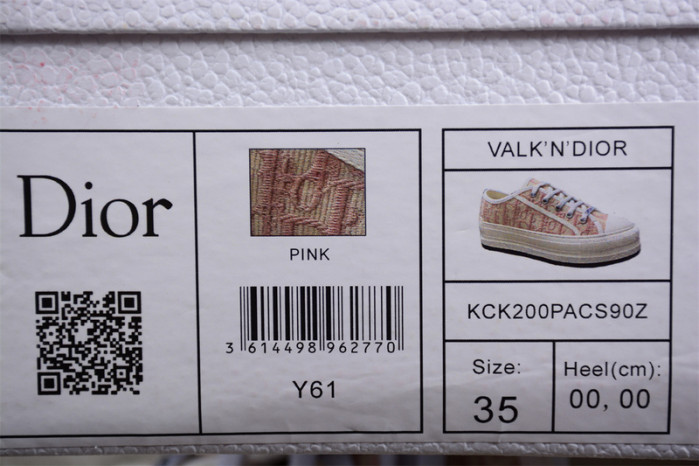 Dior
PINK
3 614498 962770
Y61
VALK'N'DIOR
KCK200PACS90Z
Size:
35
Heel(cm):
00, 00